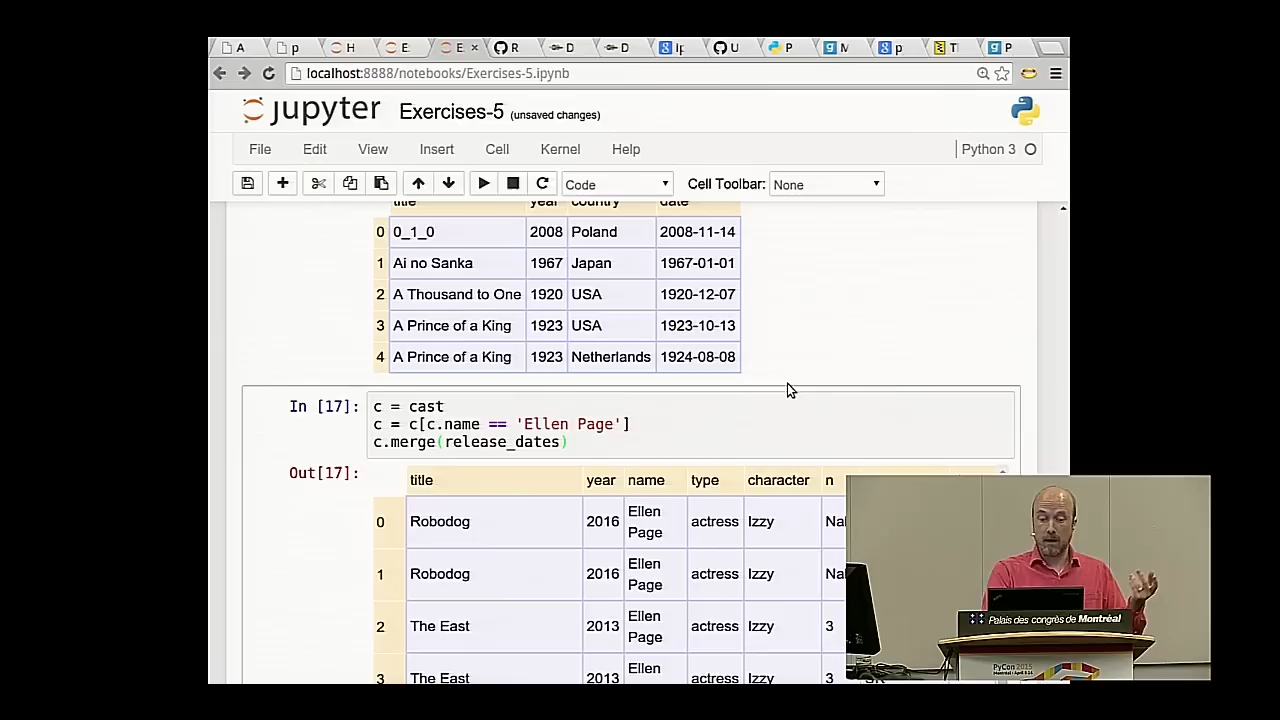 A p H E E R D D Ip U P M p T P
localhost:8888/notebooks/Exercises-5.ipynb
jupyter Exercises-5 (unsaved changes)
File Edit View Insert Cell Kernel Help Python 3
Code Cell Toolbar: None
title year country date
0 0_1_0 2008 Poland 2008-11-14
1 Ai no Sanka 1967 Japan 1967-01-01
2 A Thousand to One 1920 USA 1920-12-07
3 A Prince of a King 1923 USA 1923-10-13
4 A Prince of a King 1923 Netherlands 1924-08-08
In [17]: c = cast
c = c[c.name == 'Ellen Page']
c.merge(release_dates)
Out[17]:
title year name type character n
0 Robodog 2016 Ellen Page actress Izzy Na
1 Robodog 2016 Ellen Page actress Izzy Na
2 The East 2013 Ellen Page actress Izzy 3
3 The East 2013 Ellen actress Izzy 3
Palais des congrès de Montréal
PyCon 2015